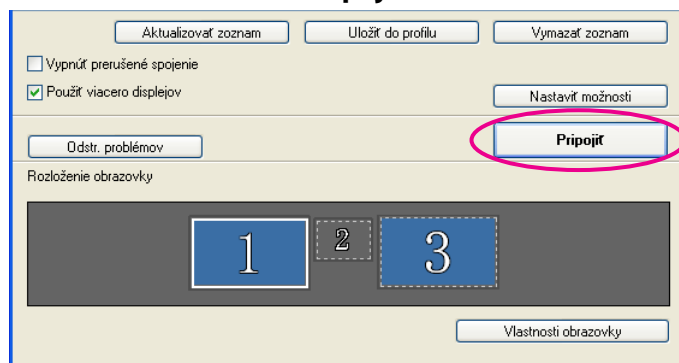 Aktualizovať zoznam Uložiť do profilu Vymazať zoznam
Vypnúť prerušené spojenie
Použiť viacero displejov Nastaviť možnosti
Odstr. problémov Pripojiť
Rozloženie obrazovky
1 2 3
Vlastnosti obrazovky